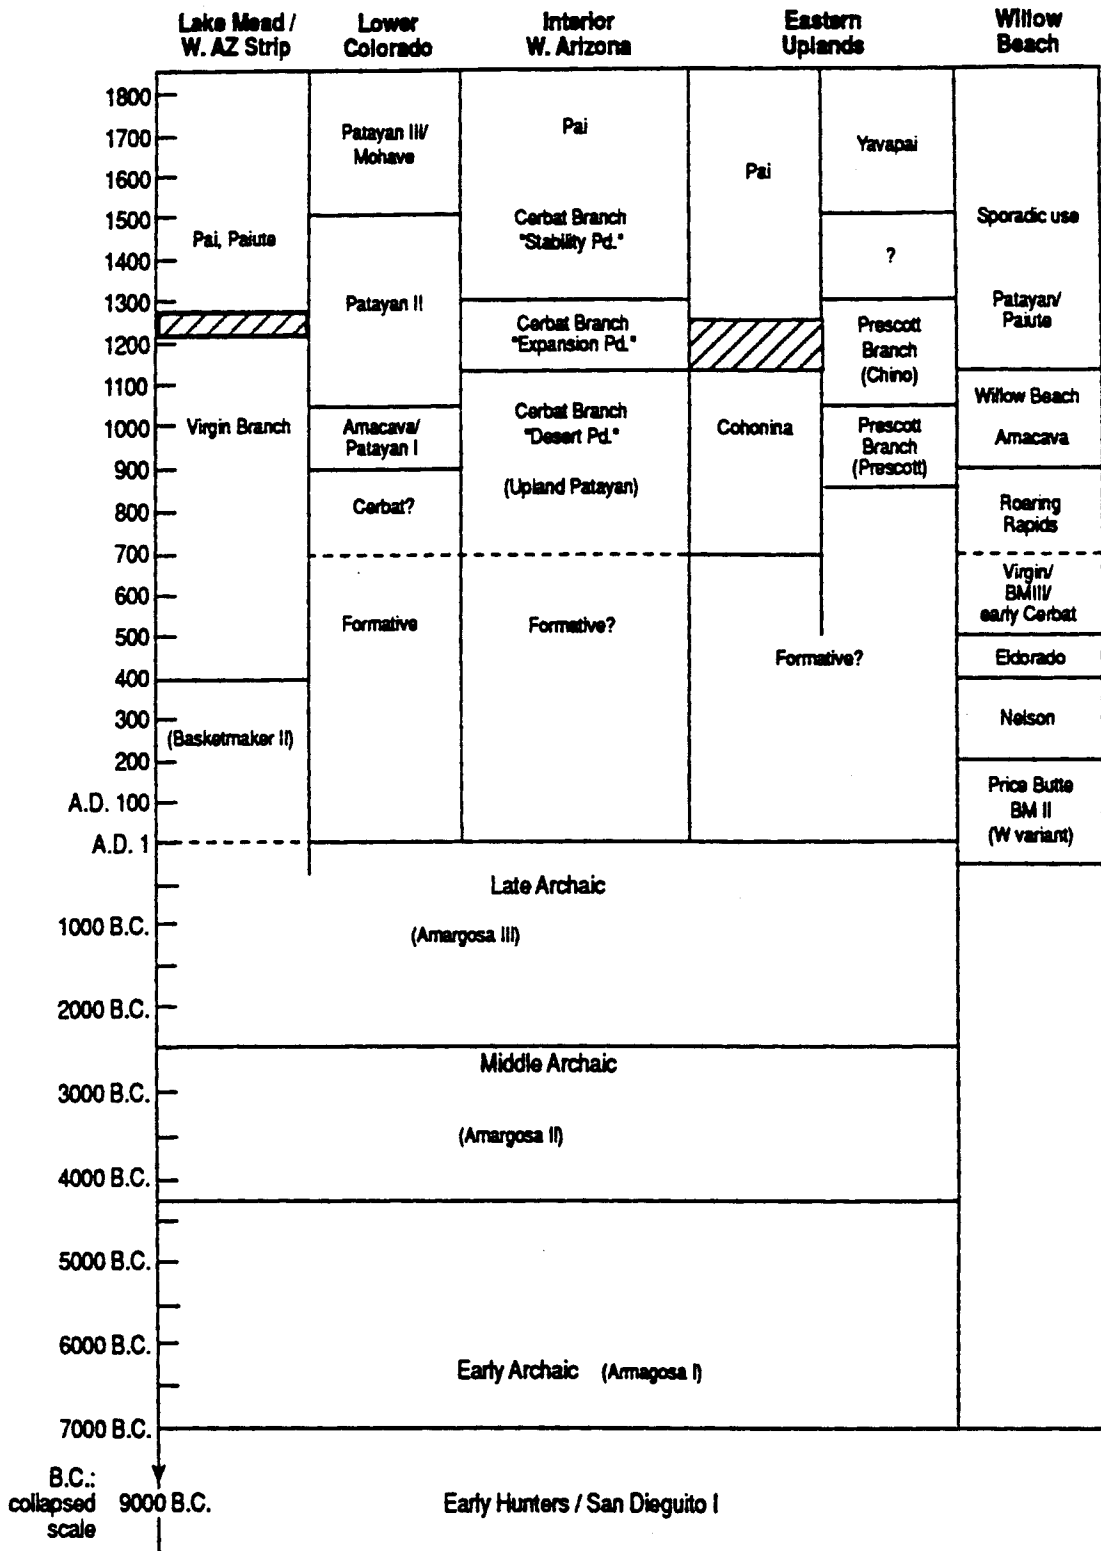 Lake Mead /
W. AZ Strip
Lower
Colorado
Interior
W. Arizona
Eastern
Uplands
Willow
Beach
1800
1700
1600
1500
1400
1300
1200
1100
1000
900
800
700
600
500
400
300
200
A.D. 100
A.D. 1
1000 B.C.
2000 B.C.
3000 B.C.
4000 B.C.
5000 B.C.
6000 B.C.
7000 B.C.
B.C.:
collapsed
scale
9000 B.C.
Pai, Paiute
Virgin Branch
(Basketmaker II)
Patayan III/
Mohave
Patayan II
Amacava/
Patayan I
Cerbat?
Formative
Pai
Cerbat Branch
"Stability Pd."
Cerbat Branch
"Expansion Pd."
Cerbat Branch
"Desert Pd."
(Upland Patayan)
Formative?
Pai
Cohonina
Yavapai
?
Prescott
Branch
(Chino)
Prescott
Branch
(Prescott)
Formative?
Sporadic use
Patayan/
Paiute
Willow Beach
Amacava
Roaring
Rapids
Virgin/
BMIII/
early Cerbat
Eldorado
Nelson
Price Butte
BM II
(W variant)
Late Archaic
(Amargosa III)
Middle Archaic
(Amargosa II)
Early Archaic (Armagosa I)
Early Hunters / San Dieguito I